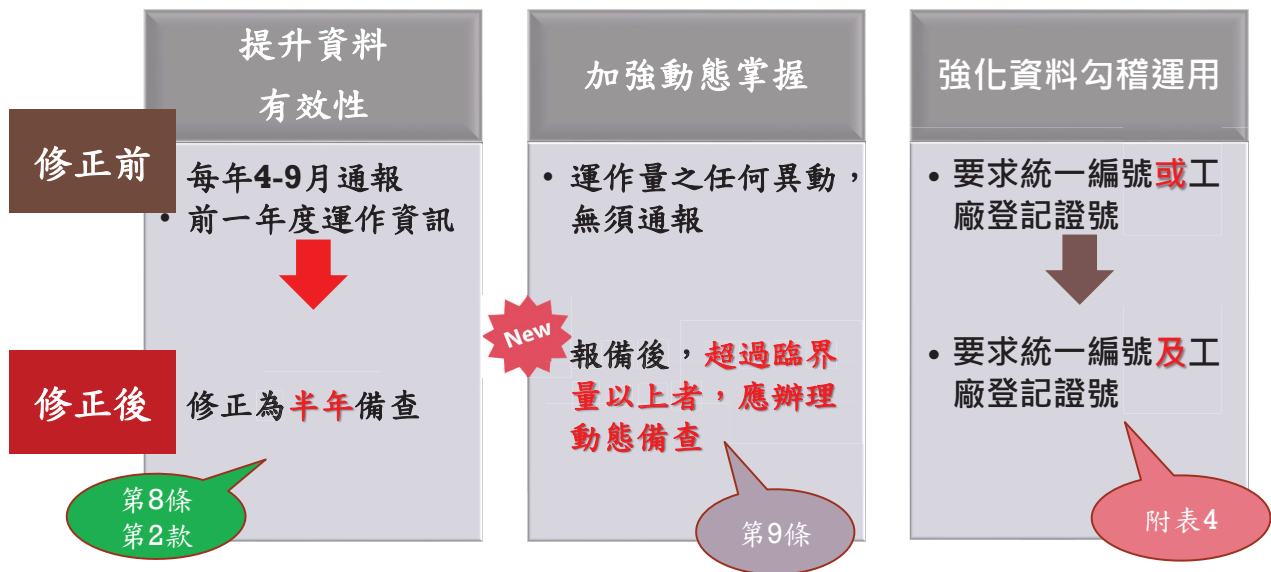 提升資料
有效性
加強動態掌握
強化資料勾稽運用
修正前
每年4-9月通報
• 前一年度運作資訊
• 運作量之任何異動，
無須通報
• 要求統一編號或工
廠登記證號
修正後
修正為半年備查
New
報備後，超過臨界
量以上者，應辦理
動態備查
• 要求統一編號及工
廠登記證號
第8條
第2款
第9條
附表4